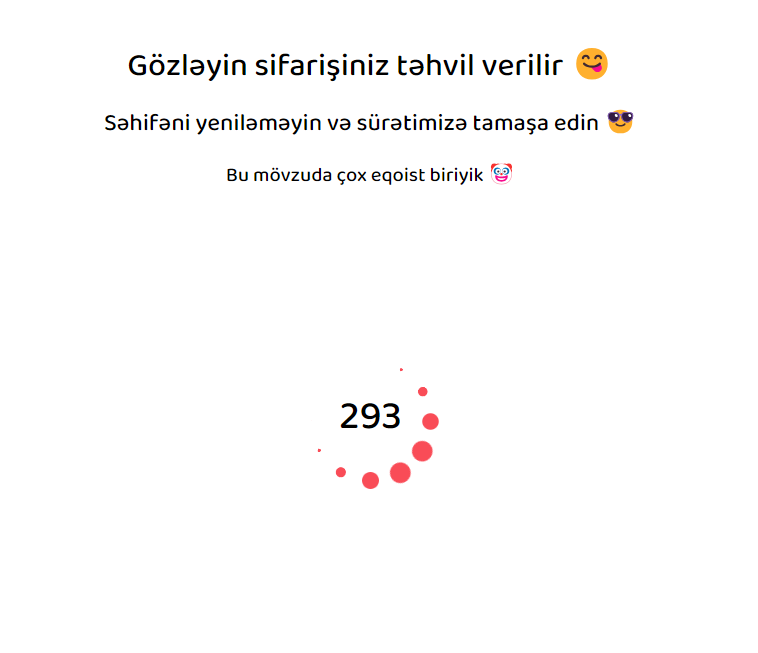 Gözləyin sifarişiniz təhvil verilir 😋
Səhifəni yeniləməyin və sürətimizə tamaşa edin 😎
Bu mövzuda çox eqoist biriyik 🤡
293